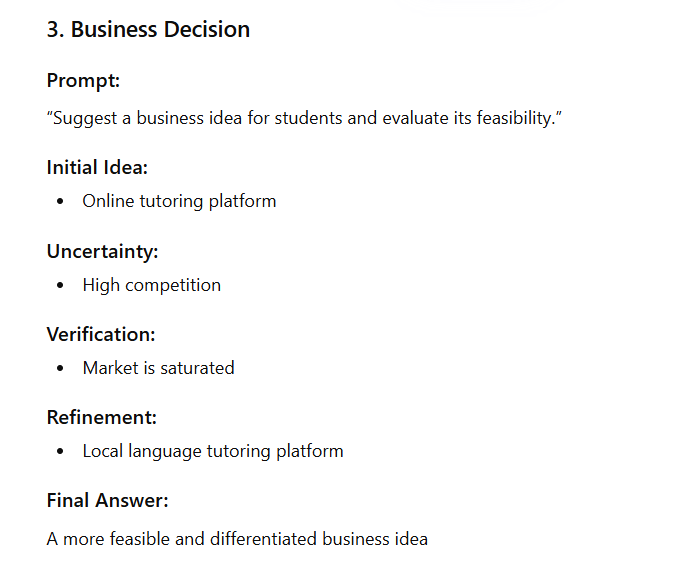 3. Business Decision
Prompt:
“Suggest a business idea for students and evaluate its feasibility.”
Initial Idea:
• Online tutoring platform
Uncertainty:
• High competition
Verification:
• Market is saturated
Refinement:
• Local language tutoring platform
Final Answer:
A more feasible and differentiated business idea